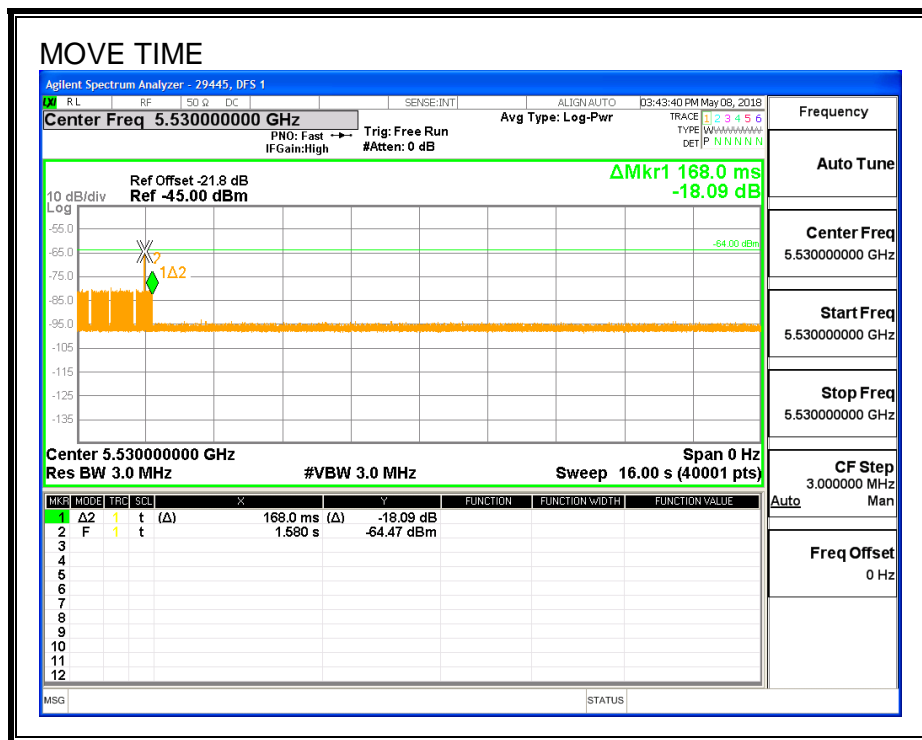 MOVE TIME
Agilent Spectrum Analyzer - 29445, DFS 1
LXI RL RF 50 Ω DC SENSE:INT ALIGN AUTO 03:43:40 PM May 08, 2018
Center Freq 5.530000000 GHz
PNO: Fast
IFGain:High
Trig: Free Run
#Atten: 0 dB
Avg Type: Log-Pwr
TRACE 1 2 3 4 5 6
TYPE WWWWWW
DET P N N N N N
ΔMkr1 168.0 ms
-18.09 dB
Ref Offset -21.8 dB
10 dB/div Ref -45.00 dBm
Log
-55.0
-64.00 dBm
-65.0
2
1Δ2
-75.0
-85.0
-95.0
-105
-115
-125
-135
Center 5.530000000 GHz Span 0 Hz
Res BW 3.0 MHz #VBW 3.0 MHz Sweep 16.00 s (40001 pts)
MKR MODE TRC SCL X Y FUNCTION FUNCTION WIDTH FUNCTION VALUE
1 Δ2 1 t (Δ) 168.0 ms (Δ) -18.09 dB
2 F 1 t 1.580 s -64.47 dBm
3
4
5
6
7
8
9
10
11
12
MSG STATUS
Frequency
Auto Tune
Center Freq
5.530000000 GHz
Start Freq
5.530000000 GHz
Stop Freq
5.530000000 GHz
CF Step
3.000000 MHz
Auto Man
Freq Offset
0 Hz